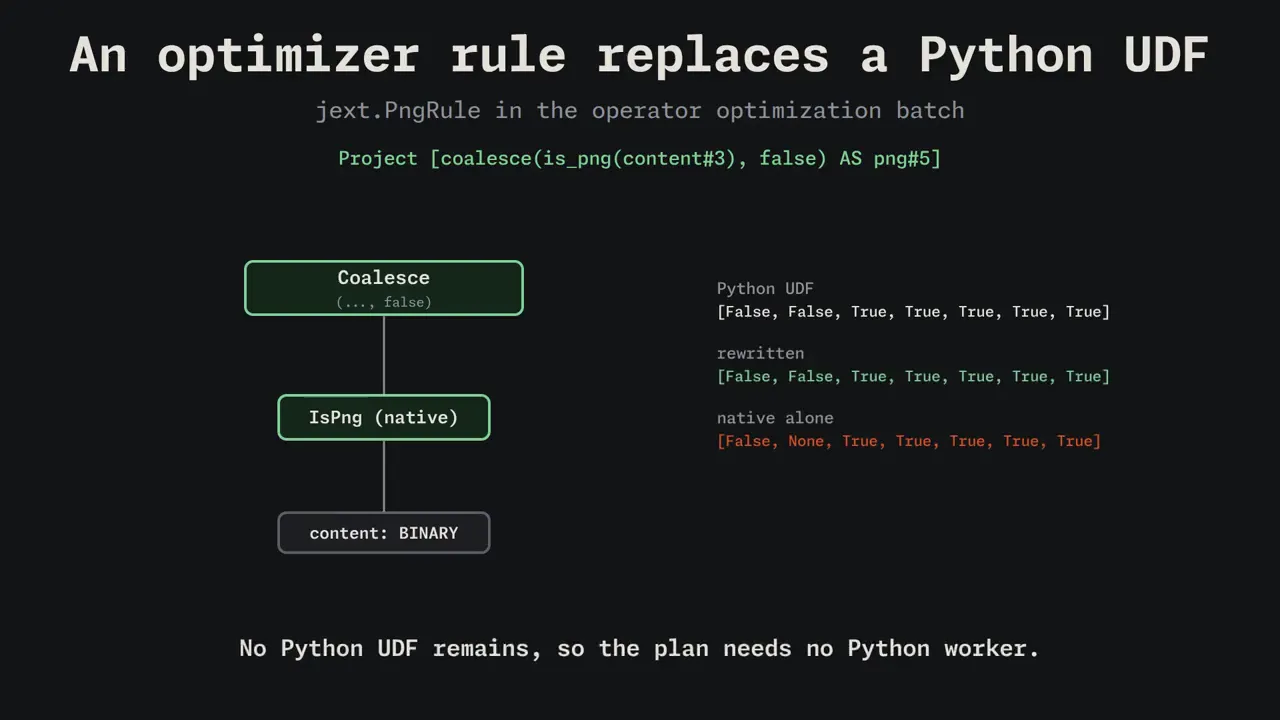 An optimizer rule replaces a Python UDF
jext.PngRule in the operator optimization batch
Project [coalesce(is_png(content#3), false) AS png#5]
Coalesce
(..., false)
IsPng (native)
content: BINARY
Python UDF
[False, False, True, True, True, True, True]
rewritten
[False, False, True, True, True, True, True]
native alone
[False, None, True, True, True, True, True]
No Python UDF remains, so the plan needs no Python worker.